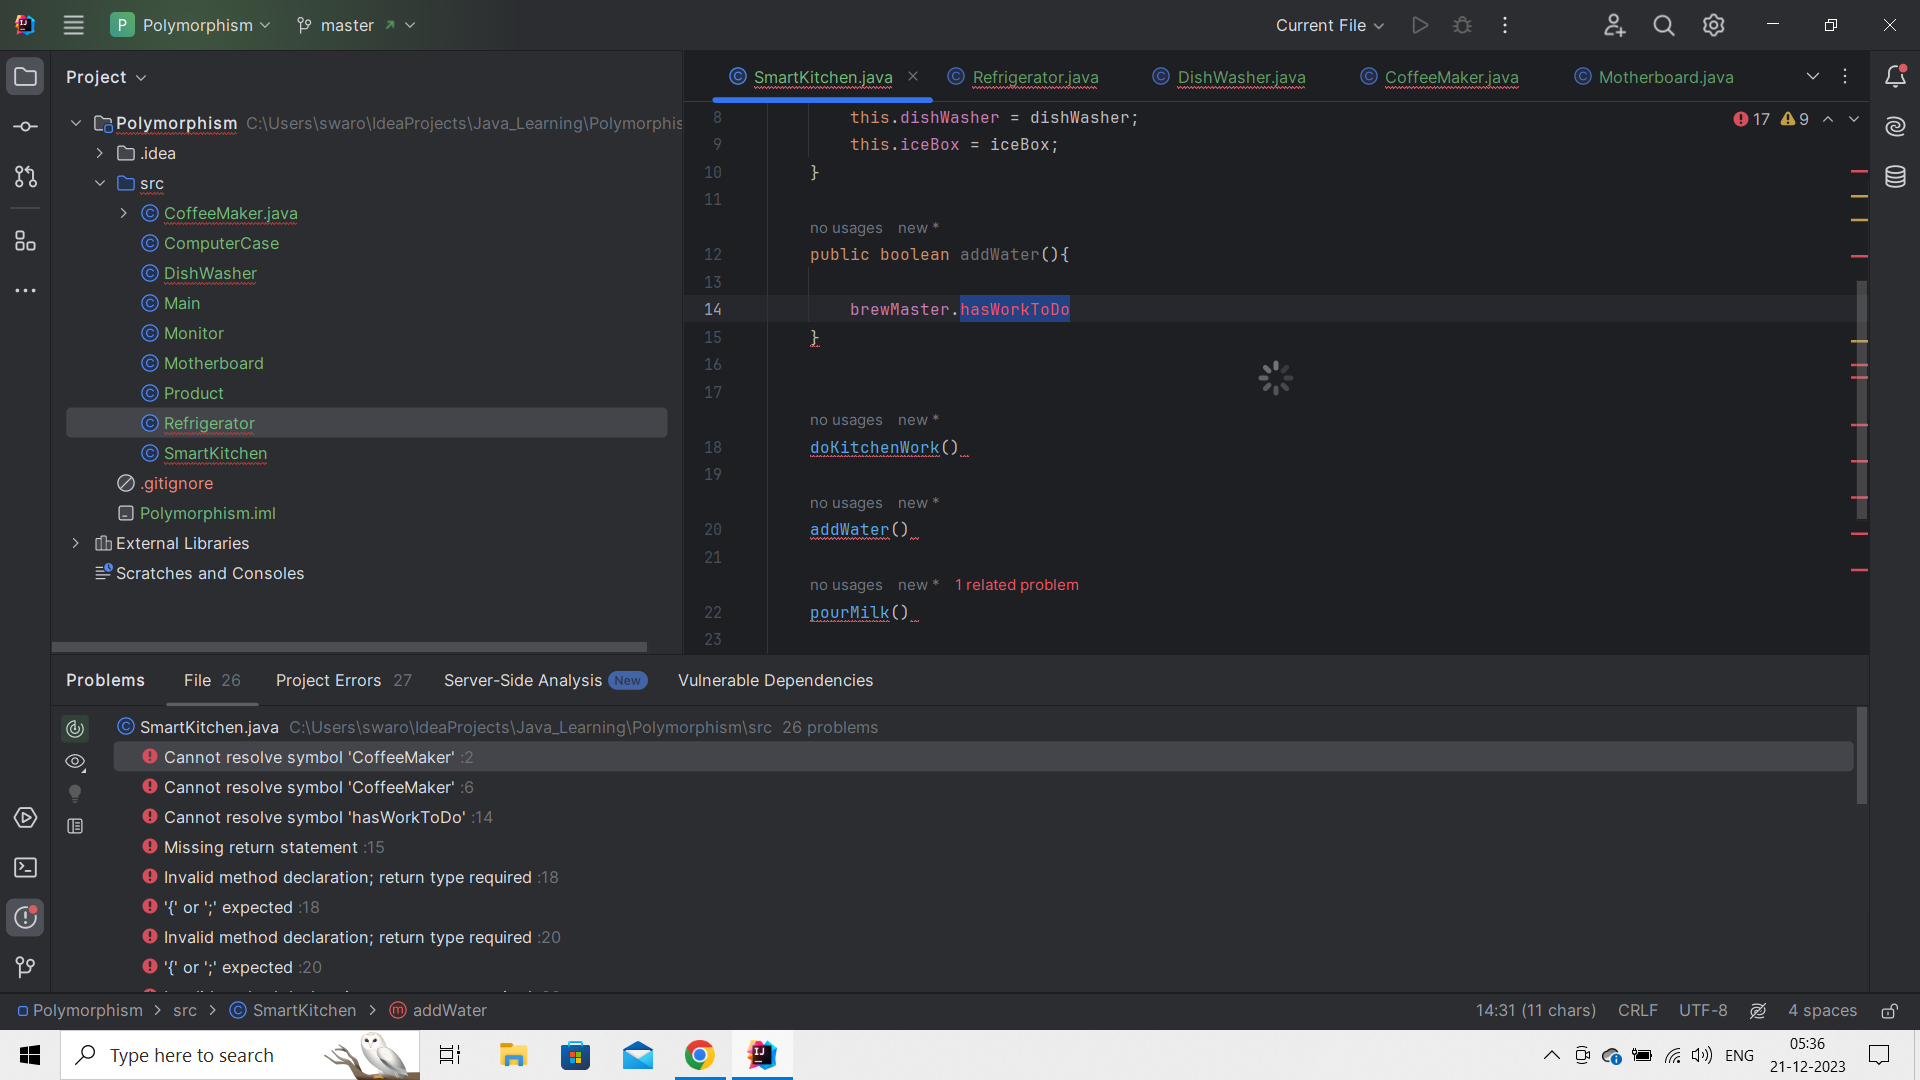 P Polymorphism master Current File
Project
SmartKitchen.java Refrigerator.java DishWasher.java CoffeeMaker.java Motherboard.java
Polymorphism C:\Users\swaro\IdeaProjects\Java_Learning\Polymorphis
.idea
src
CoffeeMaker.java
ComputerCase
DishWasher
Main
Monitor
Motherboard
Product
Refrigerator
SmartKitchen
.gitignore
Polymorphism.iml
External Libraries
Scratches and Consoles
17 9
8 this.dishWasher = dishWasher;
9 this.iceBox = iceBox;
10 }
11
no usages new *
12 public boolean addWater(){
13
14 brewMaster.hasWorkToDo
15 }
16
17
no usages new *
18 doKitchenWork()
19
no usages new *
20 addWater()
21
no usages new * 1 related problem
22 pourMilk()
23
Problems File 26 Project Errors 27 Server-Side Analysis New Vulnerable Dependencies
SmartKitchen.java C:\Users\swaro\IdeaProjects\Java_Learning\Polymorphism\src 26 problems
Cannot resolve symbol 'CoffeeMaker' :2
Cannot resolve symbol 'CoffeeMaker' :6
Cannot resolve symbol 'hasWorkToDo' :14
Missing return statement :15
Invalid method declaration; return type required :18
'{' or ';' expected :18
Invalid method declaration; return type required :20
'{' or ';' expected :20
Polymorphism src SmartKitchen m addWater 14:31 (11 chars) CRLF UTF-8 4 spaces
Type here to search
ENG
05:36
21-12-2023